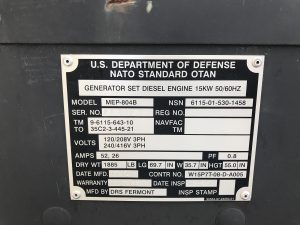 U.S. DEPARTMENT OF DEFENSE
NATO STANDARD OTAN
GENERATOR SET DIESEL ENGINE 15KW 50/60HZ
MODEL MEP-804B NSN 6115-01-530-1458
SERIAL NO. REG NO.
TM 9-6115-643-10 NAVFAC
TO 35C2-3-445-21 TM
VOLTS 120/208V 3PH
240/416V 3PH
AMPS 52, 26 PF 0.8
DRY WT 1885 LB LG 69.7 IN W 35.7 IN HGT 55.0 IN
DATE MFD. CONTR NO. W15P7T-08-D-A005
WARRANTY DATE INSP
MFD BY DRS FERMONT INSP STAMP